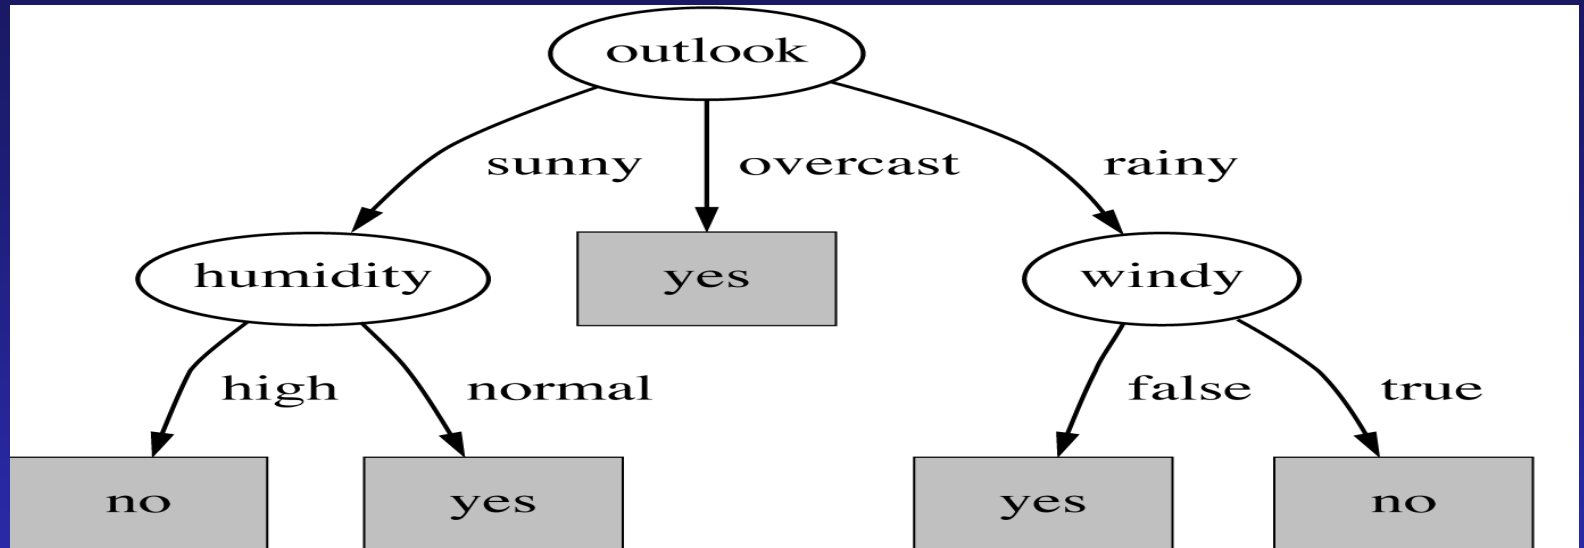 outlook
sunny overcast rainy
humidity yes windy
high normal false true
no yes yes no